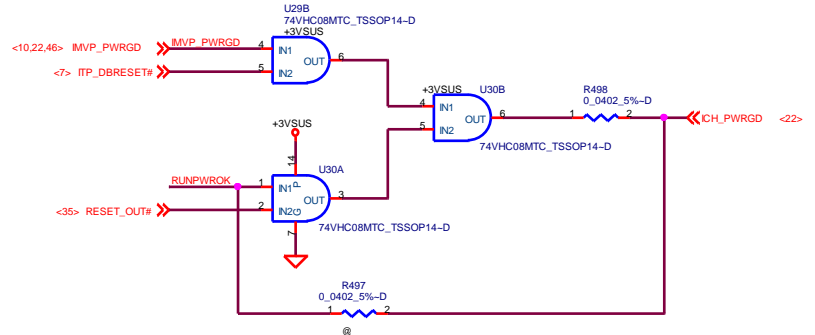 U29B
74VHC08MTC_TSSOP14~D
+3VSUS
<10,22,46> IMVP_PWRGD
IMVP_PWRGD
4
IN1
OUT
6
<7> ITP_DBRESET#
5
IN2
+3VSUS
U30B
4
IN1
OUT
6
5
IN2
74VHC08MTC_TSSOP14~D
R498
0_0402_5%~D
1
2
ICH_PWRGD <22>
+3VSUS
14
U30A
RUNPWROK
1
IN1
P
OUT
3
<35> RESET_OUT#
2
IN2
G
74VHC08MTC_TSSOP14~D
7
R497
0_0402_5%~D
1
2
@